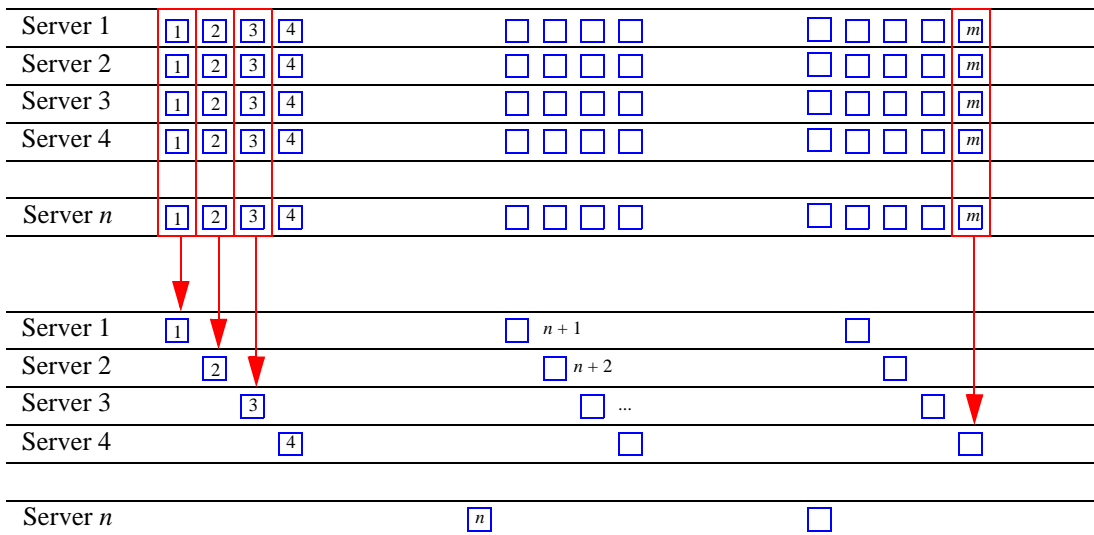 Server 1 1 2 3 4 m
Server 2 1 2 3 4 m
Server 3 1 2 3 4 m
Server 4 1 2 3 4 m
Server n 1 2 3 4 m
Server 1 1 n + 1
Server 2 2 n + 2
Server 3 3 ...
Server 4 4
Server n n